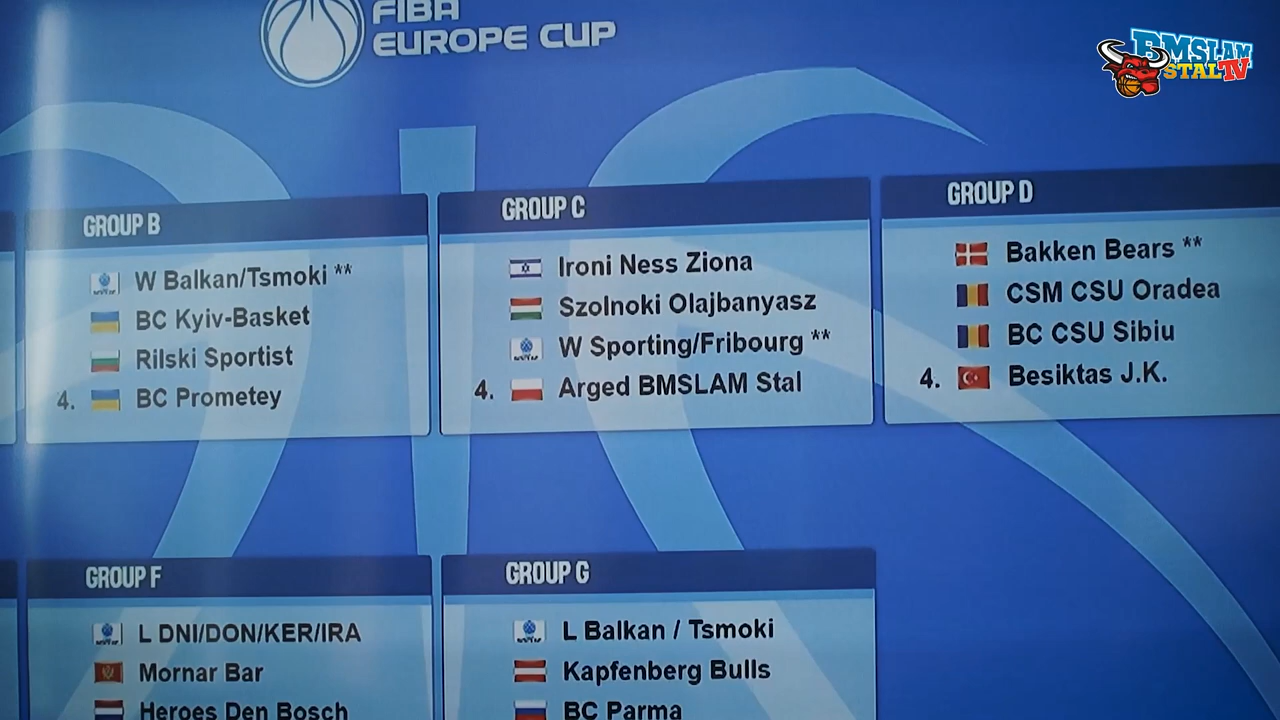 FIBA
EUROPE CUP
BMSLAM
STAL TV
GROUP B
W Balkan/Tsmoki **
BC Kyiv-Basket
Rilski Sportist
4. BC Prometey
GROUP C
Ironi Ness Ziona
Szolnoki Olajbanyasz
W Sporting/Fribourg **
4. Arged BMSLAM Stal
GROUP D
Bakken Bears **
CSM CSU Oradea
BC CSU Sibiu
4. Besiktas J.K.
GROUP F
L DNI/DON/KER/IRA
Mornar Bar
Heroes Den Bosch
GROUP G
L Balkan / Tsmoki
Kapfenberg Bulls
BC Parma